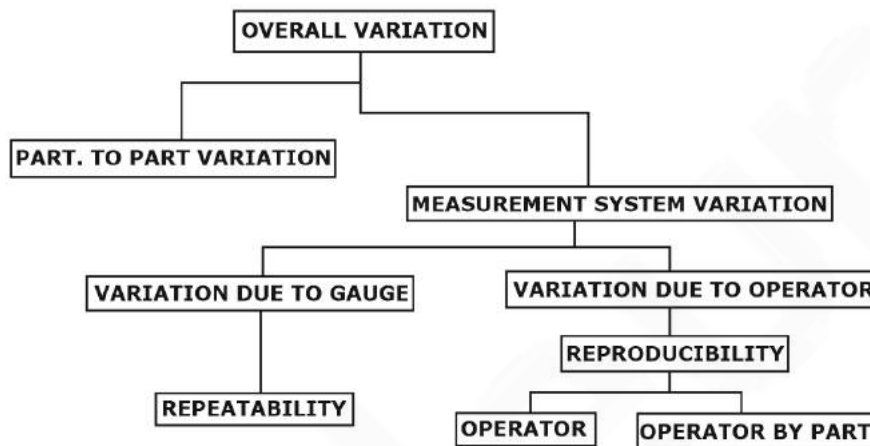 OVERALL VARIATION
PART. TO PART VARIATION
MEASUREMENT SYSTEM VARIATION
VARIATION DUE TO GAUGE
VARIATION DUE TO OPERATOR
REPRODUCIBILITY
REPEATABILITY
OPERATOR
OPERATOR BY PART